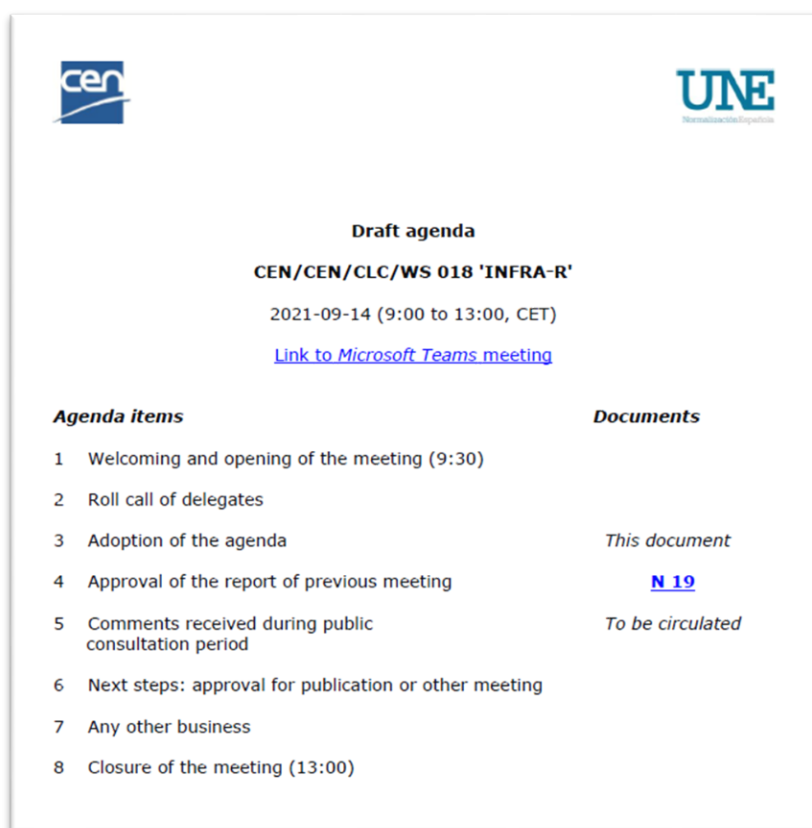 cen
UNE
Normalización Española
Draft agenda
CEN/CEN/CLC/WS 018 'INFRA-R'
2021-09-14 (9:00 to 13:00, CET)
Link to Microsoft Teams meeting
Agenda items Documents
1 Welcoming and opening of the meeting (9:30)
2 Roll call of delegates
3 Adoption of the agenda This document
4 Approval of the report of previous meeting N 19
5 Comments received during public To be circulated
consultation period
6 Next steps: approval for publication or other meeting
7 Any other business
8 Closure of the meeting (13:00)